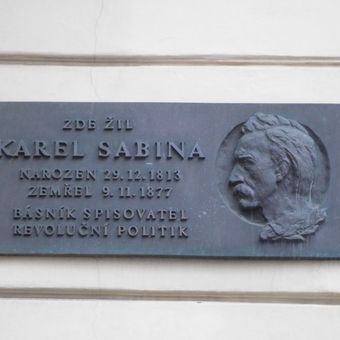 ZDE ŽIL
KAREL SABINA
NAROZEN 29.12.1813
ZEMŘEL 9.11.1877
BÁSNÍK SPISOVATEL
REVOLUČNÍ POLITIK